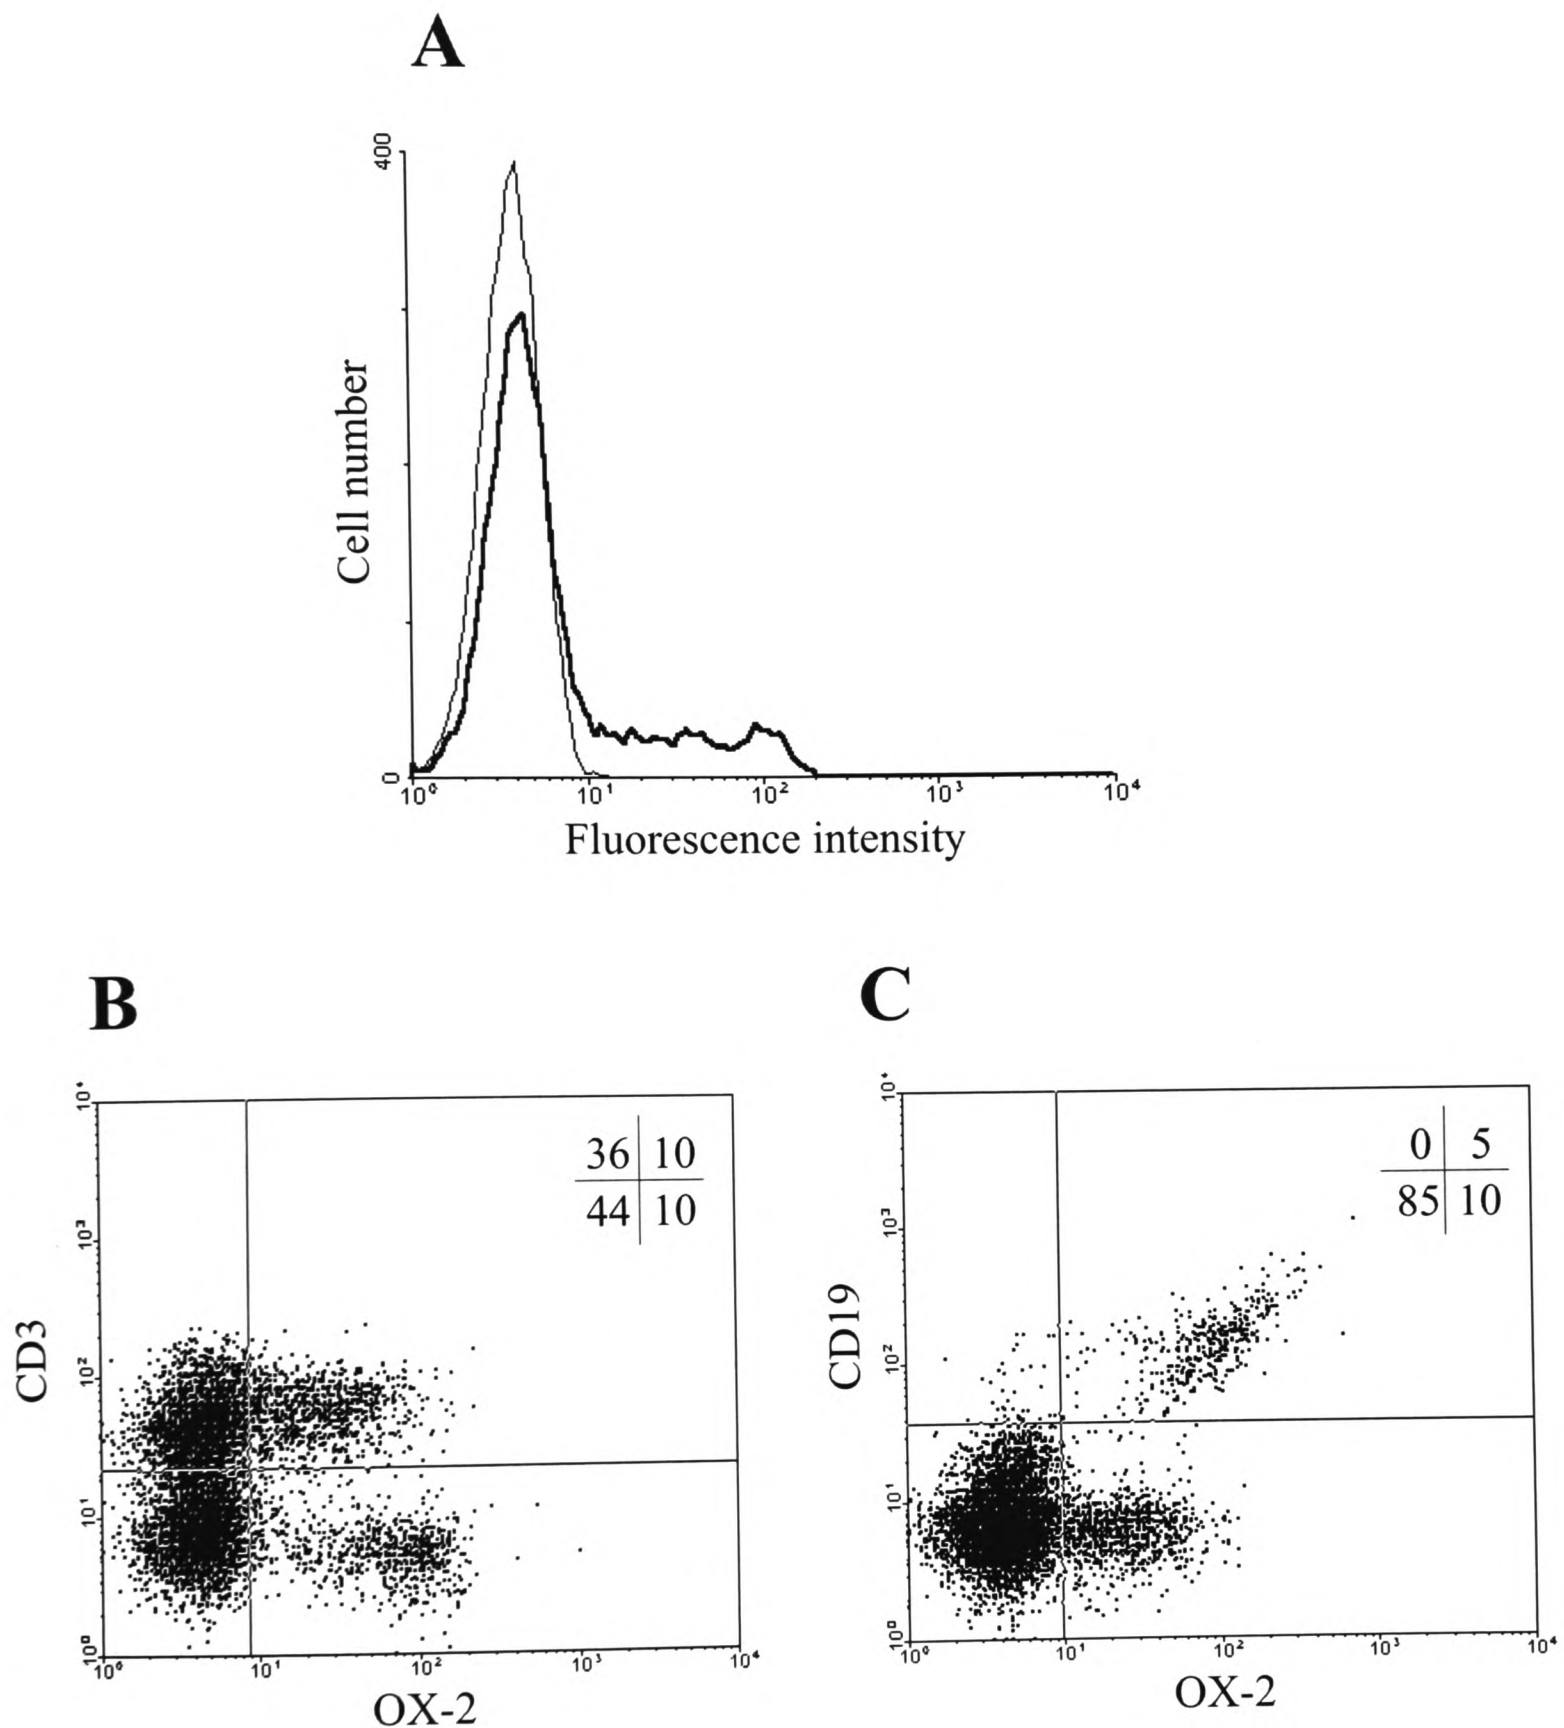 A
400
Cell number
0
10⁰ 10¹ 10² 10³ 10⁴
Fluorescence intensity
B
10⁴
10³
10²
10¹
10⁰
CD3
36 10
44 10
10⁰ 10¹ 10² 10³ 10⁴
OX-2
C
10⁴
10³
10²
10¹
10⁰
CD19
0 5
85 10
10⁰ 10¹ 10² 10³ 10⁴
OX-2